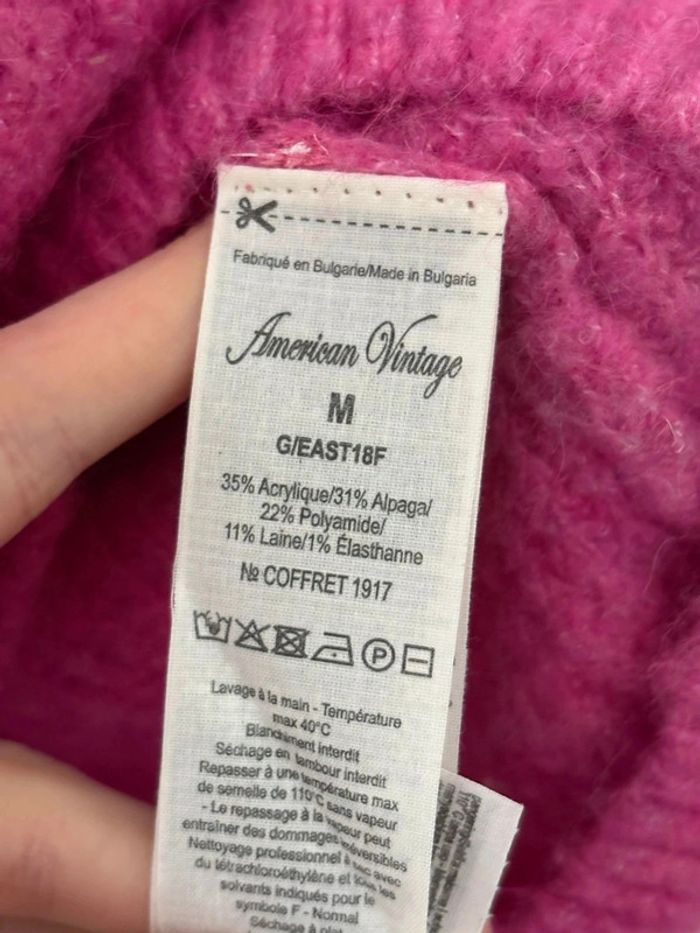 Fabriqué en Bulgarie/Made in Bulgaria
American Vintage
M
G/EAST18F
35% Acrylique/31% Alpaga/
22% Polyamide/
11% Laine/1% Élasthanne
№ COFFRET 1917
P
Lavage à la main - Température
max 40°C
Blanchiment interdit
Séchage en tambour interdit
Repasser à une température max
de semelle de 110°C sans vapeur
- Le repassage à la vapeur peut
entraîner des dommages irréversibles
Nettoyage professionnel à sec avec
du tétrachloroéthylène et tous les
solvants indiqués pour le
symbole F - Normal
Séchage à plat